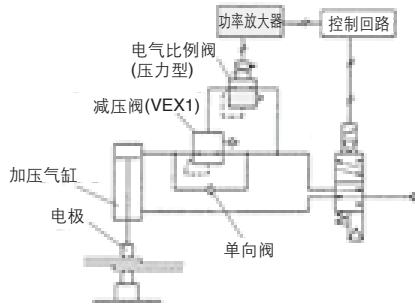 功率放大器
控制回路
电气比例阀
(压力型)
减压阀(VEX1)
加压气缸
电极
单向阀